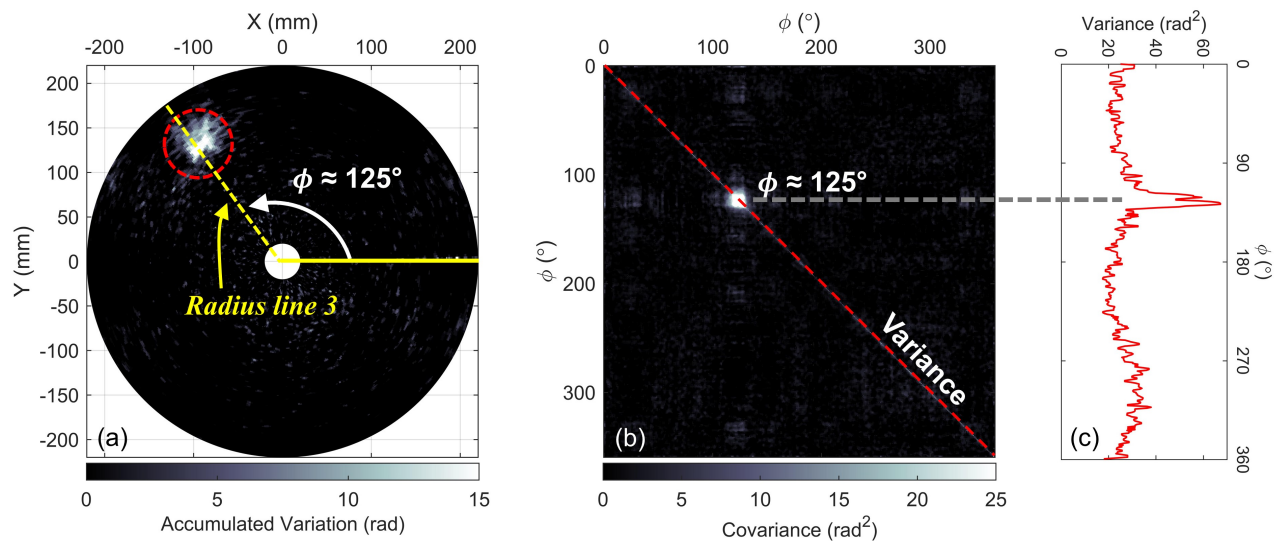 X (mm)
-200 -100 0 100 200
Y (mm)
200
150
100
50
0
-50
-100
-150
-200
ϕ ≈ 125°
Radius line 3
(a)
0 5 10 15
Accumulated Variation (rad)
ϕ (°)
0 100 200 300
ϕ (°)
0
100
200
300
ϕ ≈ 125°
Variance
(b)
0 5 10 15 20 25
Covariance (rad²)
Variance (rad²)
0 20 40 60
0
90
180
270
360
ϕ (°)
(c)